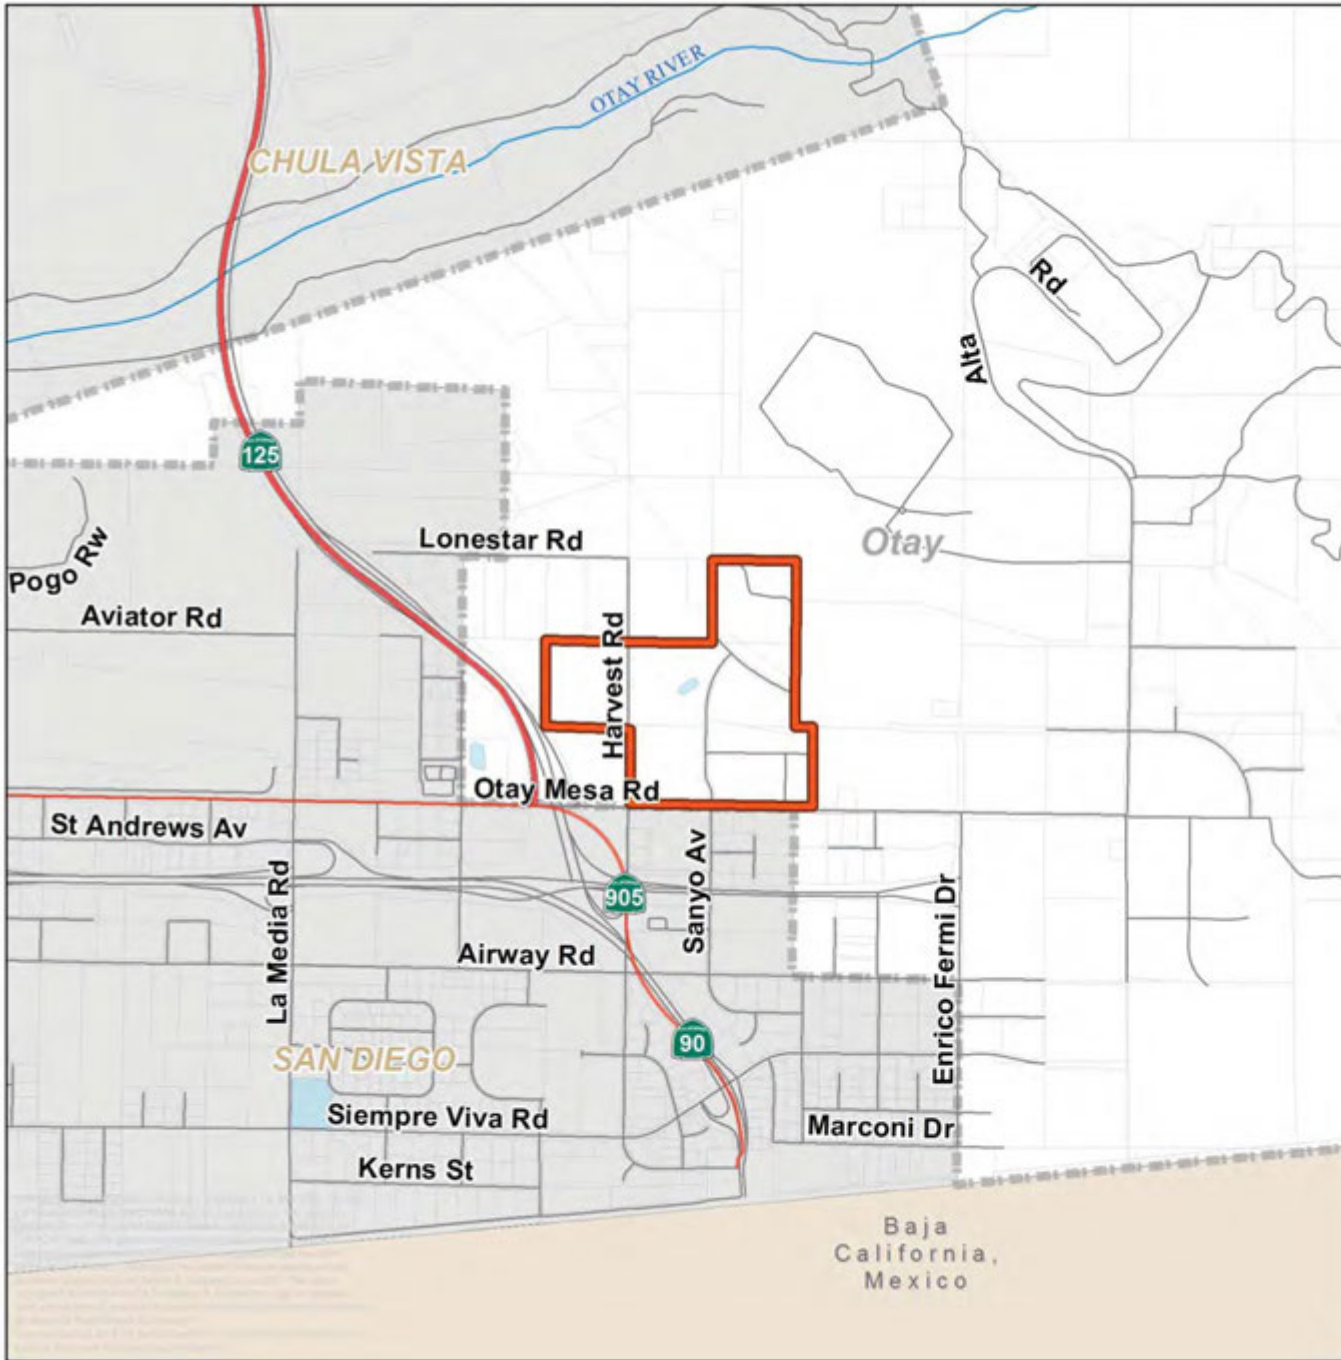 OTAY RIVER
CHULA VISTA
Rd
Alta
125
Lonestar Rd
Otay
Pogo Rw
Aviator Rd
Harvest Rd
Otay Mesa Rd
St Andrews Av
Sanyo Av
La Media Rd
905
Enrico Fermi Dr
Airway Rd
90
SAN DIEGO
Siempre Viva Rd
Marconi Dr
Kerns St
Baja
California,
Mexico